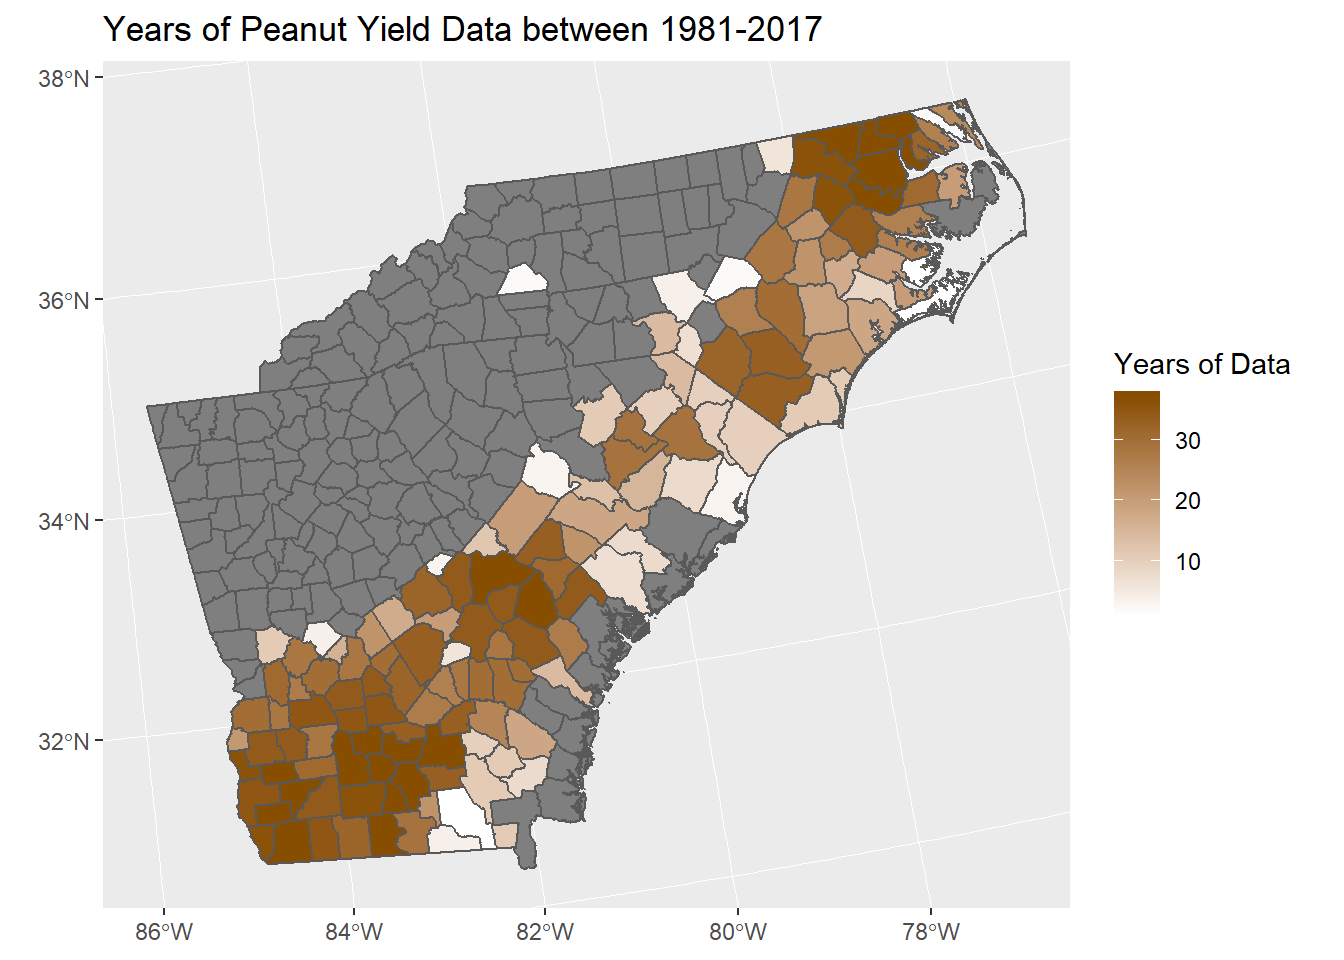 Years of Peanut Yield Data between 1981-2017
38°N
36°N
34°N
32°N
86°W
84°W
82°W
80°W
78°W
Years of Data
30
20
10